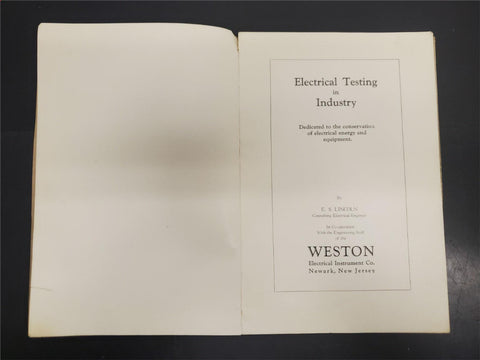 Electrical Testing
in
Industry
Dedicated to the conservation
of electrical energy and
equipment.
By
E. S. LINCOLN
Consulting Electrical Engineer
In Co-operation
With the Engineering Staff
of the
WESTON
Electrical Instrument Co.
Newark, New Jersey